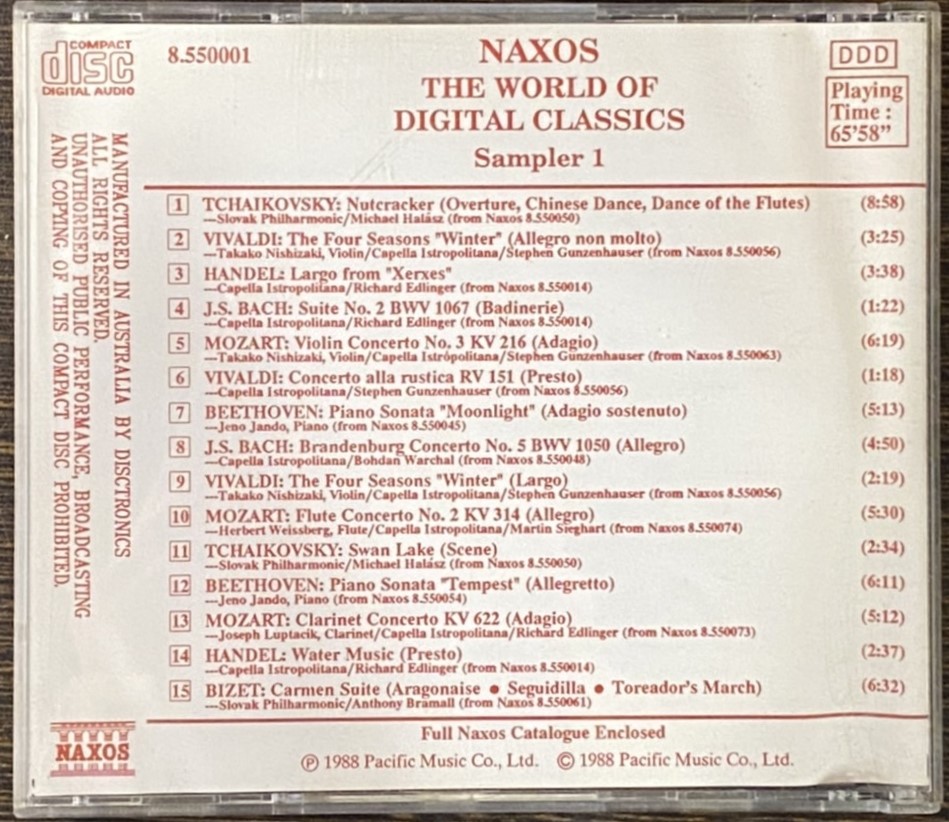 COMPACT
disc
DIGITAL AUDIO
8.550001
NAXOS
THE WORLD OF
DIGITAL CLASSICS
Sampler 1
DDD
Playing
Time :
65'58”
MANUFACTURED IN AUSTRALIA BY DISCTRONICS
ALL RIGHTS RESERVED.
UNAUTHORISED PUBLIC PERFORMANCE, BROADCASTING
AND COPYING OF THIS COMPACT DISC PROHIBITED.
1 TCHAIKOVSKY: Nutcracker (Overture, Chinese Dance, Dance of the Flutes) (8:58)
—Slovak Philharmonic/Michael Halász (from Naxos 8.550050)
2 VIVALDI: The Four Seasons "Winter" (Allegro non molto) (3:25)
—Takako Nishizaki, Violin/Capella Istropolitana/Stephen Gunzenhauser (from Naxos 8.550056)
3 HANDEL: Largo from "Xerxes" (3:38)
—Capella Istropolitana/Richard Edlinger (from Naxos 8.550014)
4 J.S. BACH: Suite No. 2 BWV 1067 (Badinerie) (1:22)
—Capella Istropolitana/Richard Edlinger (from Naxos 8.550014)
5 MOZART: Violin Concerto No. 3 KV 216 (Adagio) (6:19)
—Takako Nishizaki, Violin/Capella Istrópolitana/Stephen Gunzenhauser (from Naxos 8.550063)
6 VIVALDI: Concerto alla rustica RV 151 (Presto) (1:18)
—Capella Istropolitana/Stephen Gunzenhauser (from Naxos 8.550056)
7 BEETHOVEN: Piano Sonata "Moonlight" (Adagio sostenuto) (5:13)
—Jeno Jando, Piano (from Naxos 8.550045)
8 J.S. BACH: Brandenburg Concerto No. 5 BWV 1050 (Allegro) (4:50)
—Capella Istropolitana/Bohdan Warchal (from Naxos 8.550048)
9 VIVALDI: The Four Seasons "Winter" (Largo) (2:19)
—Takako Nishizaki, Violin/Capella Istropolitana/Stephen Gunzenhauser (from Naxos 8.550056)
10 MOZART: Flute Concerto No. 2 KV 314 (Allegro) (5:30)
—Herbert Weissberg, Flute/Capella Istropolitana/Martin Sieghart (from Naxos 8.550074)
11 TCHAIKOVSKY: Swan Lake (Scene) (2:34)
—Slovak Philharmonic/Michael Halász (from Naxos 8.550050)
12 BEETHOVEN: Piano Sonata "Tempest" (Allegretto) (6:11)
—Jeno Jando, Piano (from Naxos 8.550054)
13 MOZART: Clarinet Concerto KV 622 (Adagio) (5:12)
—Joseph Luptacik, Clarinet/Capella Istropolitana/Richard Edlinger (from Naxos 8.550073)
14 HANDEL: Water Music (Presto) (2:37)
—Capella Istropolitana/Richard Edlinger (from Naxos 8.550014)
15 BIZET: Carmen Suite (Aragonaise ● Seguidilla ● Toreador's March) (6:32)
—Slovak Philharmonic/Anthony Bramall (from Naxos 8.550061)
NAXOS
Full Naxos Catalogue Enclosed
Ⓟ 1988 Pacific Music Co., Ltd. © 1988 Pacific Music Co., Ltd.